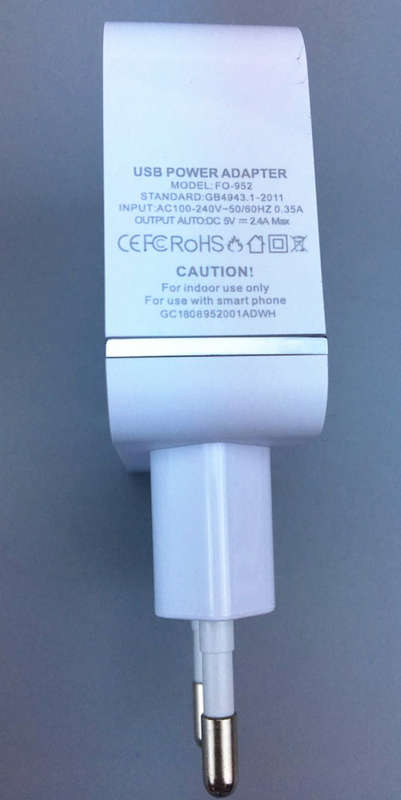 USB POWER ADAPTER
MODEL: FO-952
STANDARD:GB4943.1-2011
INPUT:AC100-240V~50/60HZ 0.35A
OUTPUT AUTO:DC 5V ⎓ 2.4A Max
CE FC RoHS
CAUTION!
For indoor use only
For use with smart phone
GC1808952001ADWH